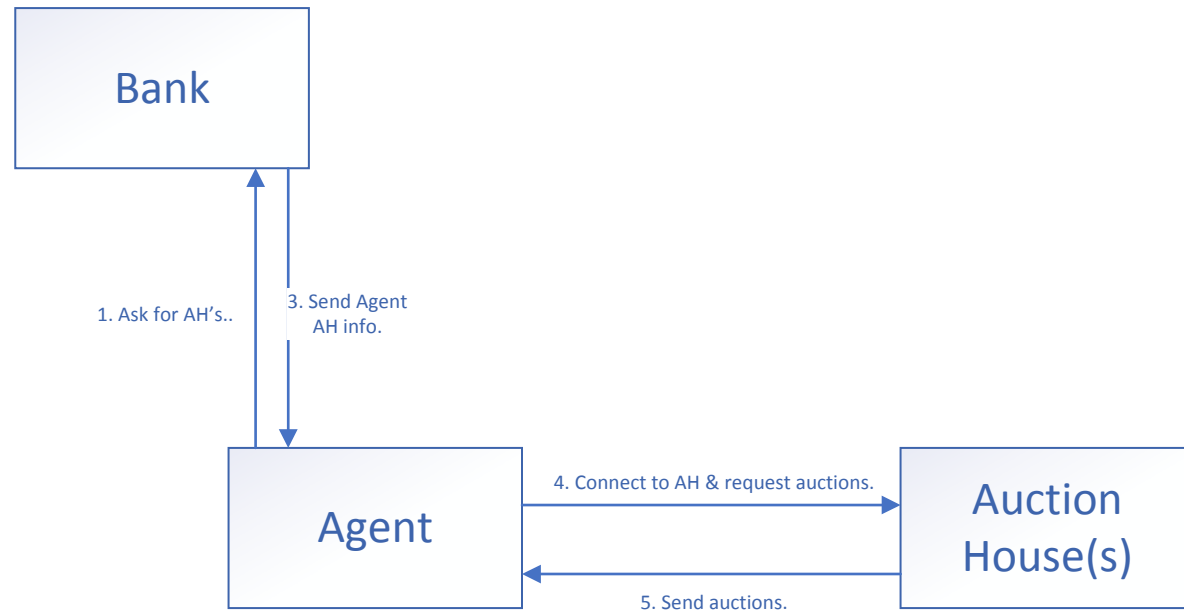 Bank
1. Ask for AH's..
3. Send Agent
AH info.
4. Connect to AH & request auctions.
Agent
Auction
House(s)
5. Send auctions.